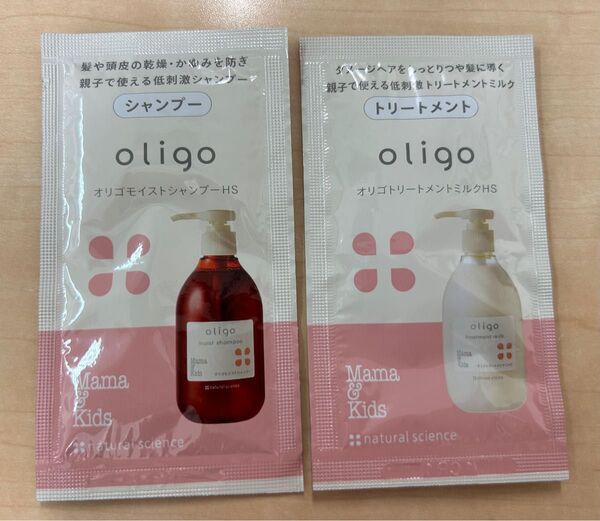 髪や頭皮の乾燥・かゆみを防ぎ
親子で使える低刺激シャンプー
シャンプー
oligo
オリゴモイストシャンプーHS
oligo
moist shampoo
Mama
&
Kids
natural science
Mama
&
Kids
natural science
ダメージヘアをしっとりつや髪に導く
親子で使える低刺激トリートメントミルク
トリートメント
oligo
オリゴトリートメントミルクHS
oligo
treatment milk
Mama
&
Kids
Mama
&
Kids
natural science